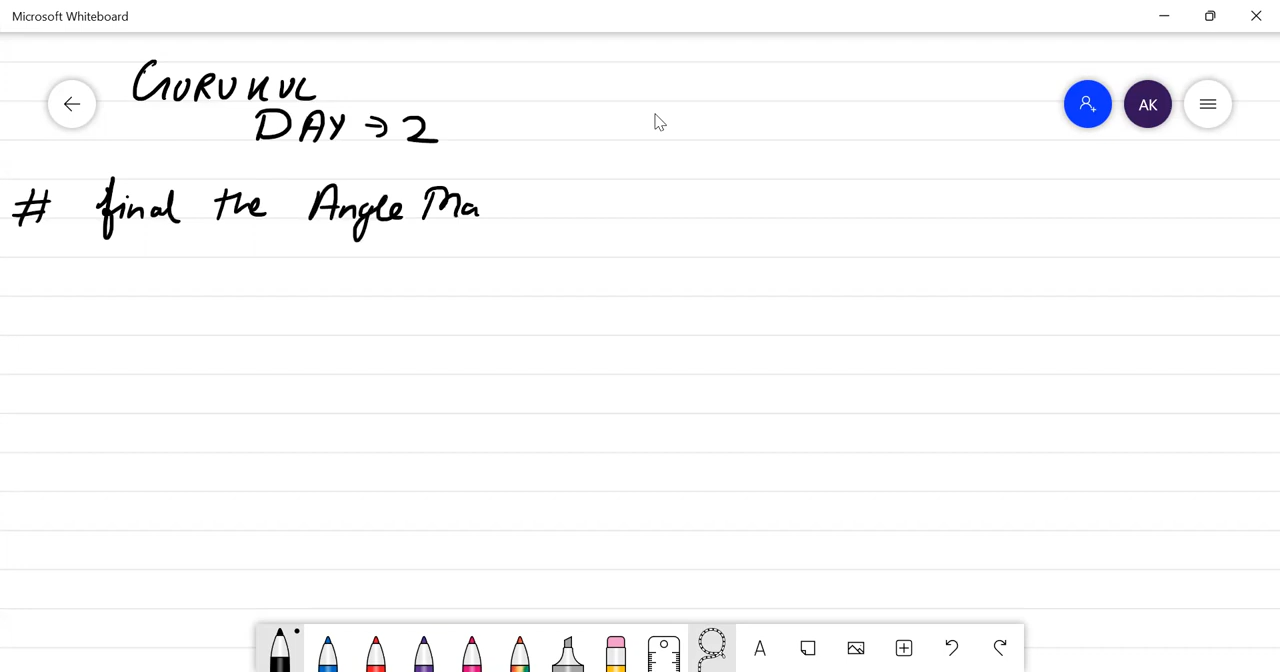 Microsoft Whiteboard
GURUKUL
DAY → 2
AK
# final the Angle Ma
A